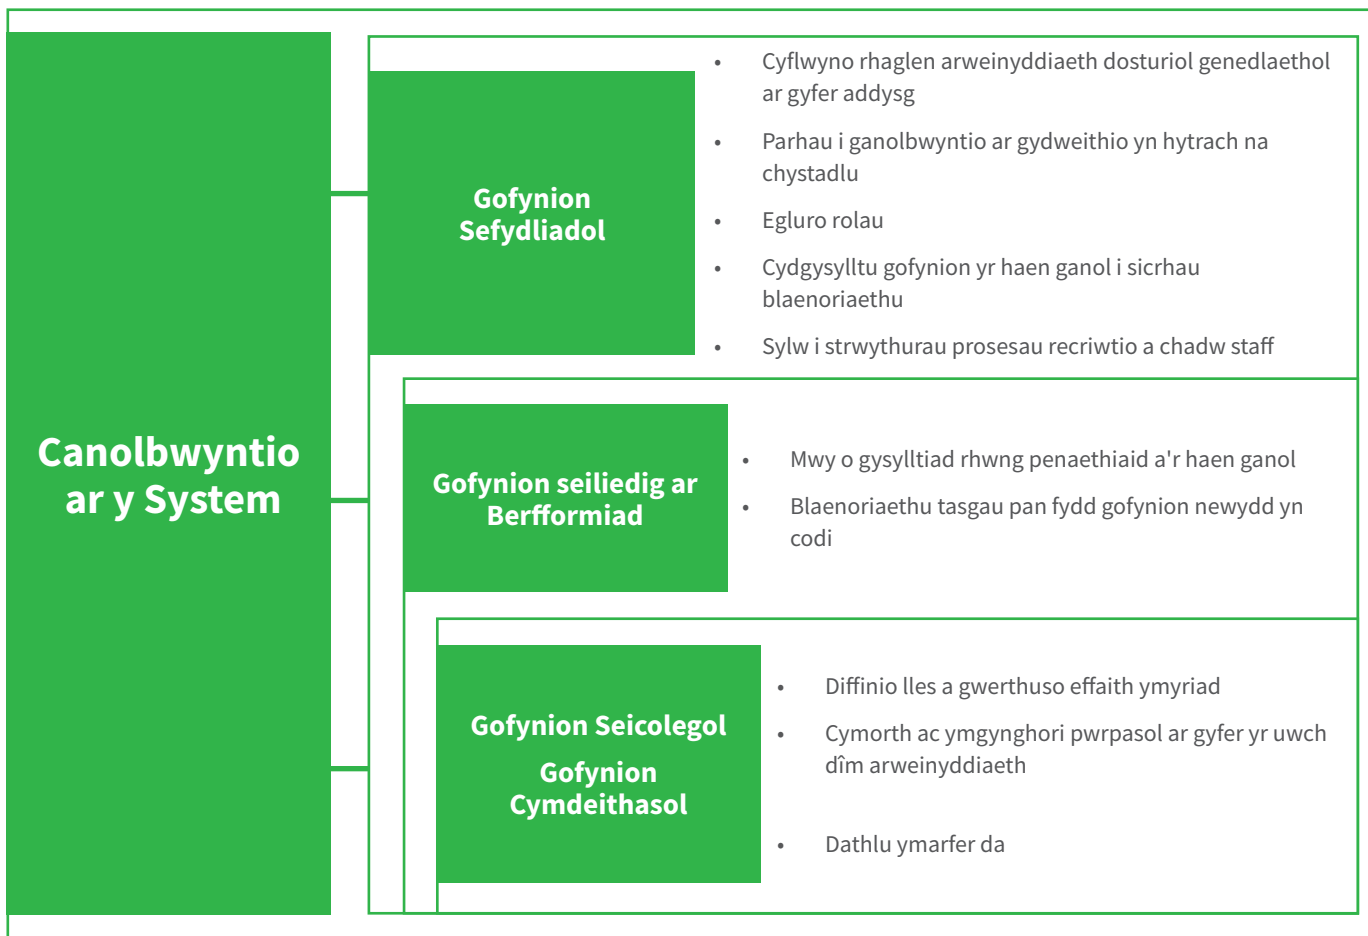 Canolbwyntio
ar y System
Gofynion
Sefydliadol
• Cyflwyno rhaglen arweinyddiaeth dosturiol genedlaethol
ar gyfer addysg
• Parhau i ganolbwyntio ar gydweithio yn hytrach na
chystadlu
• Egluro rolau
• Cydgysylltu gofynion yr haen ganol i sicrhau
blaenoriaethu
• Sylw i strwythurau prosesau recriwtio a chadw staff
Gofynion seiliedig ar
Berfformiad
• Mwy o gysylltiad rhwng penaethiaid a'r haen ganol
• Blaenoriaethu tasgau pan fydd gofynion newydd yn
codi
Gofynion Seicolegol
Gofynion
Cymdeithasol
• Diffinio lles a gwerthuso effaith ymyriad
• Cymorth ac ymgynghori pwrpasol ar gyfer yr uwch
dîm arweinyddiaeth
• Dathlu ymarfer da